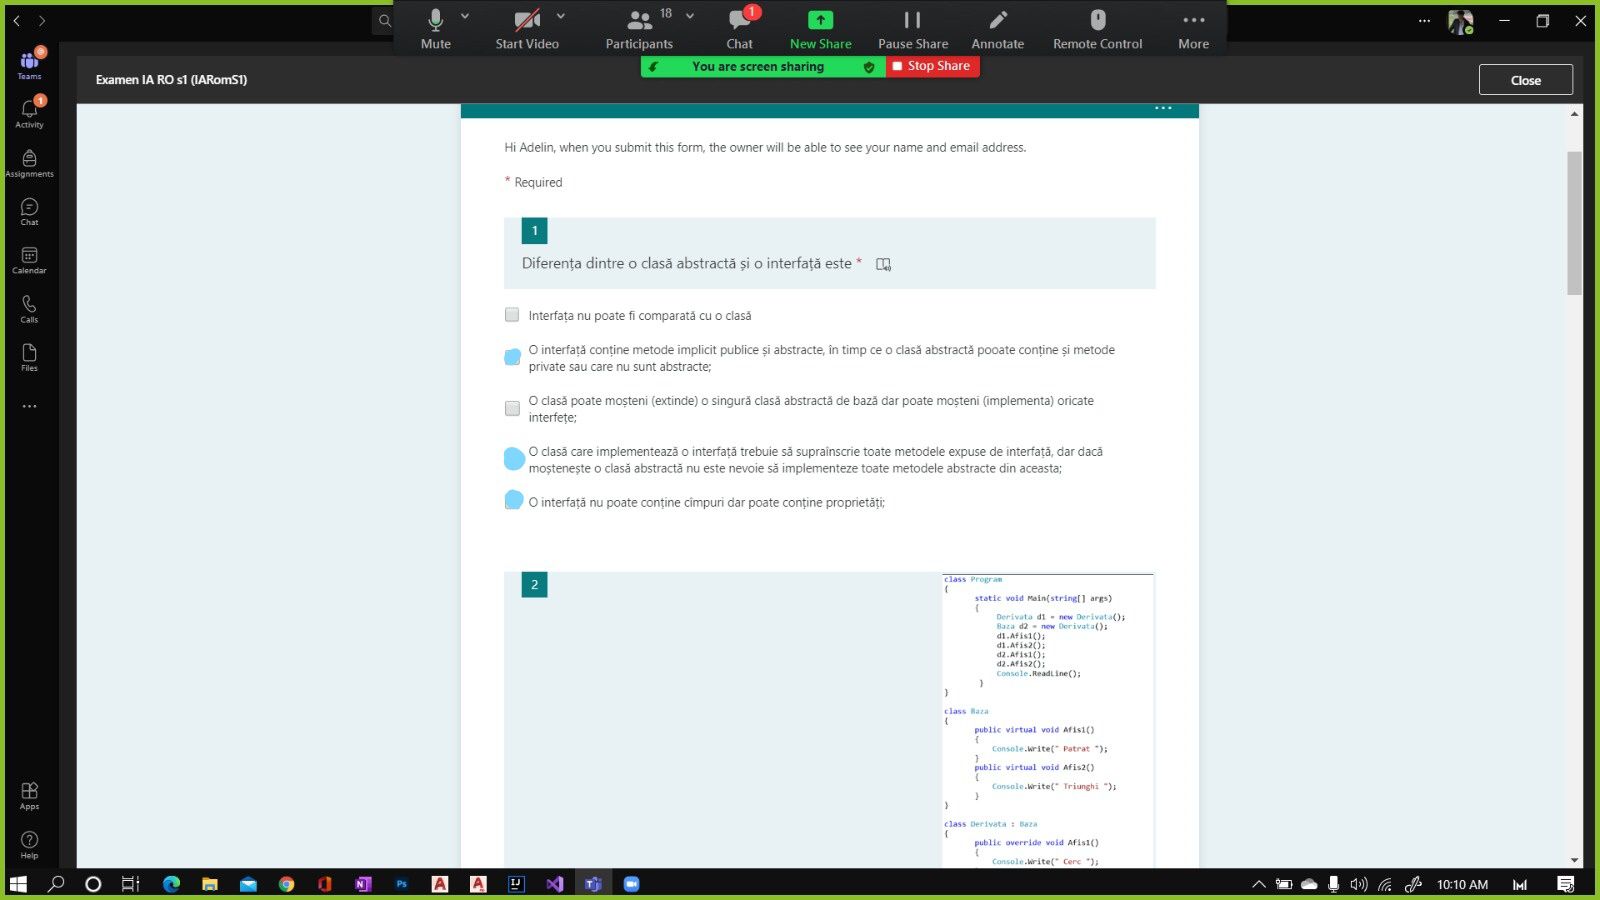 Mute
Start Video
Participants
18
Chat
1
New Share
Pause Share
Annotate
Remote Control
More
You are screen sharing
Stop Share
Teams
Activity
1
Assignments
Chat
Calendar
Calls
Files
Apps
Help
Examen IA RO s1 (IARomS1)
Close
Hi Adelin, when you submit this form, the owner will be able to see your name and email address.
* Required
1
Diferența dintre o clasă abstractă și o interfață este *
Interfața nu poate fi comparată cu o clasă
O interfață conține metode implicit publice și abstracte, în timp ce o clasă abstractă pooate conține și metode
private sau care nu sunt abstracte;
O clasă poate moșteni (extinde) o singură clasă abstractă de bază dar poate moșteni (implementa) oricate
interfețe;
O clasă care implementează o interfață trebuie să supraînscrie toate metodele expuse de interfață, dar dacă
moștenește o clasă abstractă nu este nevoie să implementeze toate metodele abstracte din aceasta;
O interfață nu poate conține cîmpuri dar poate conține proprietăți;
2
class Program
{
static void Main(string[] args)
{
Derivata d1 = new Derivata();
Baza d2 = new Derivata();
d1.Afis1();
d1.Afis2();
d2.Afis1();
d2.Afis2();
Console.ReadLine();
}
}
class Baza
{
public virtual void Afis1()
{
Console.Write(" Patrat ");
}
public virtual void Afis2()
{
Console.Write(" Triunghi ");
}
}
class Derivata : Baza
{
public override void Afis1()
{
Console.Write(" Cerc ");
10:10 AM